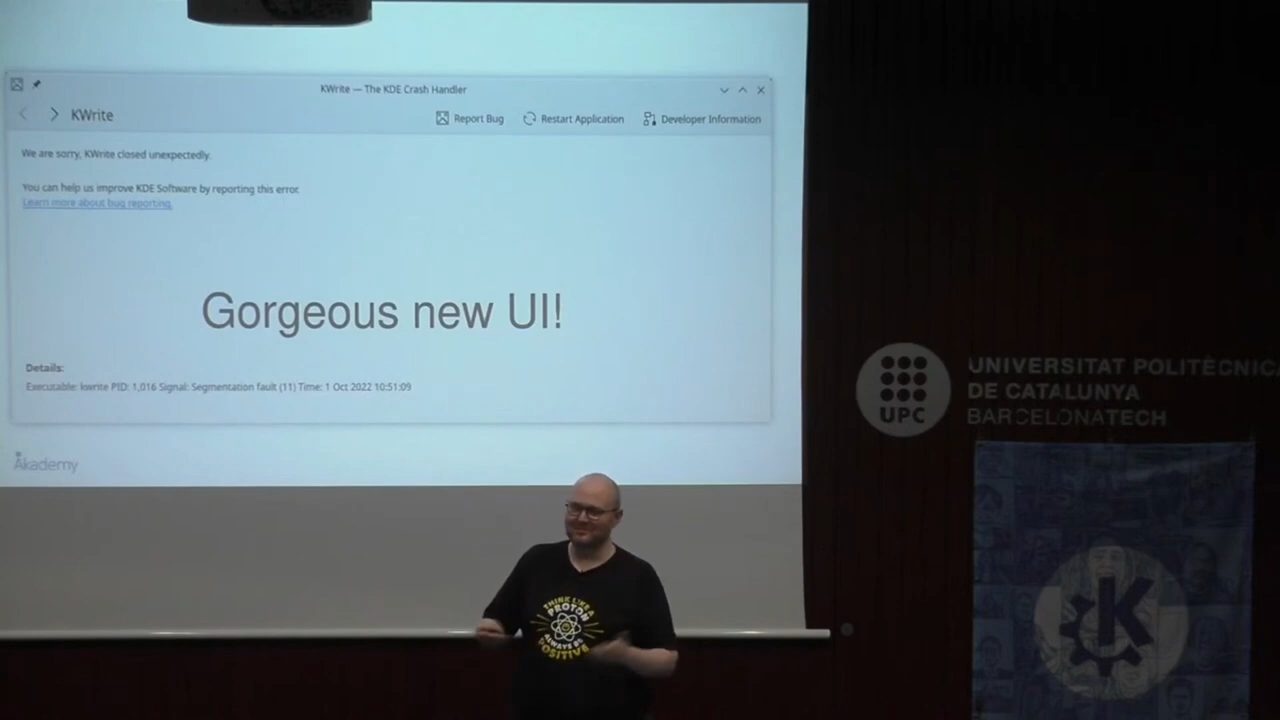 KWrite — The KDE Crash Handler
KWrite
Report Bug
Restart Application
Developer Information
We are sorry, KWrite closed unexpectedly.
You can help us improve KDE Software by reporting this error.
Learn more about bug reporting.
Gorgeous new UI!
Details:
Executable: kwrite PID: 1,016 Signal: Segmentation fault (11) Time: 1 Oct 2022 10:51:09
Akademy
UPC
UNIVERSITAT POLITÈCNICA
DE CATALUNYA
BARCELONATECH
THINK LIKE A
PROTON
ALWAYS BE
POSITIVE
K